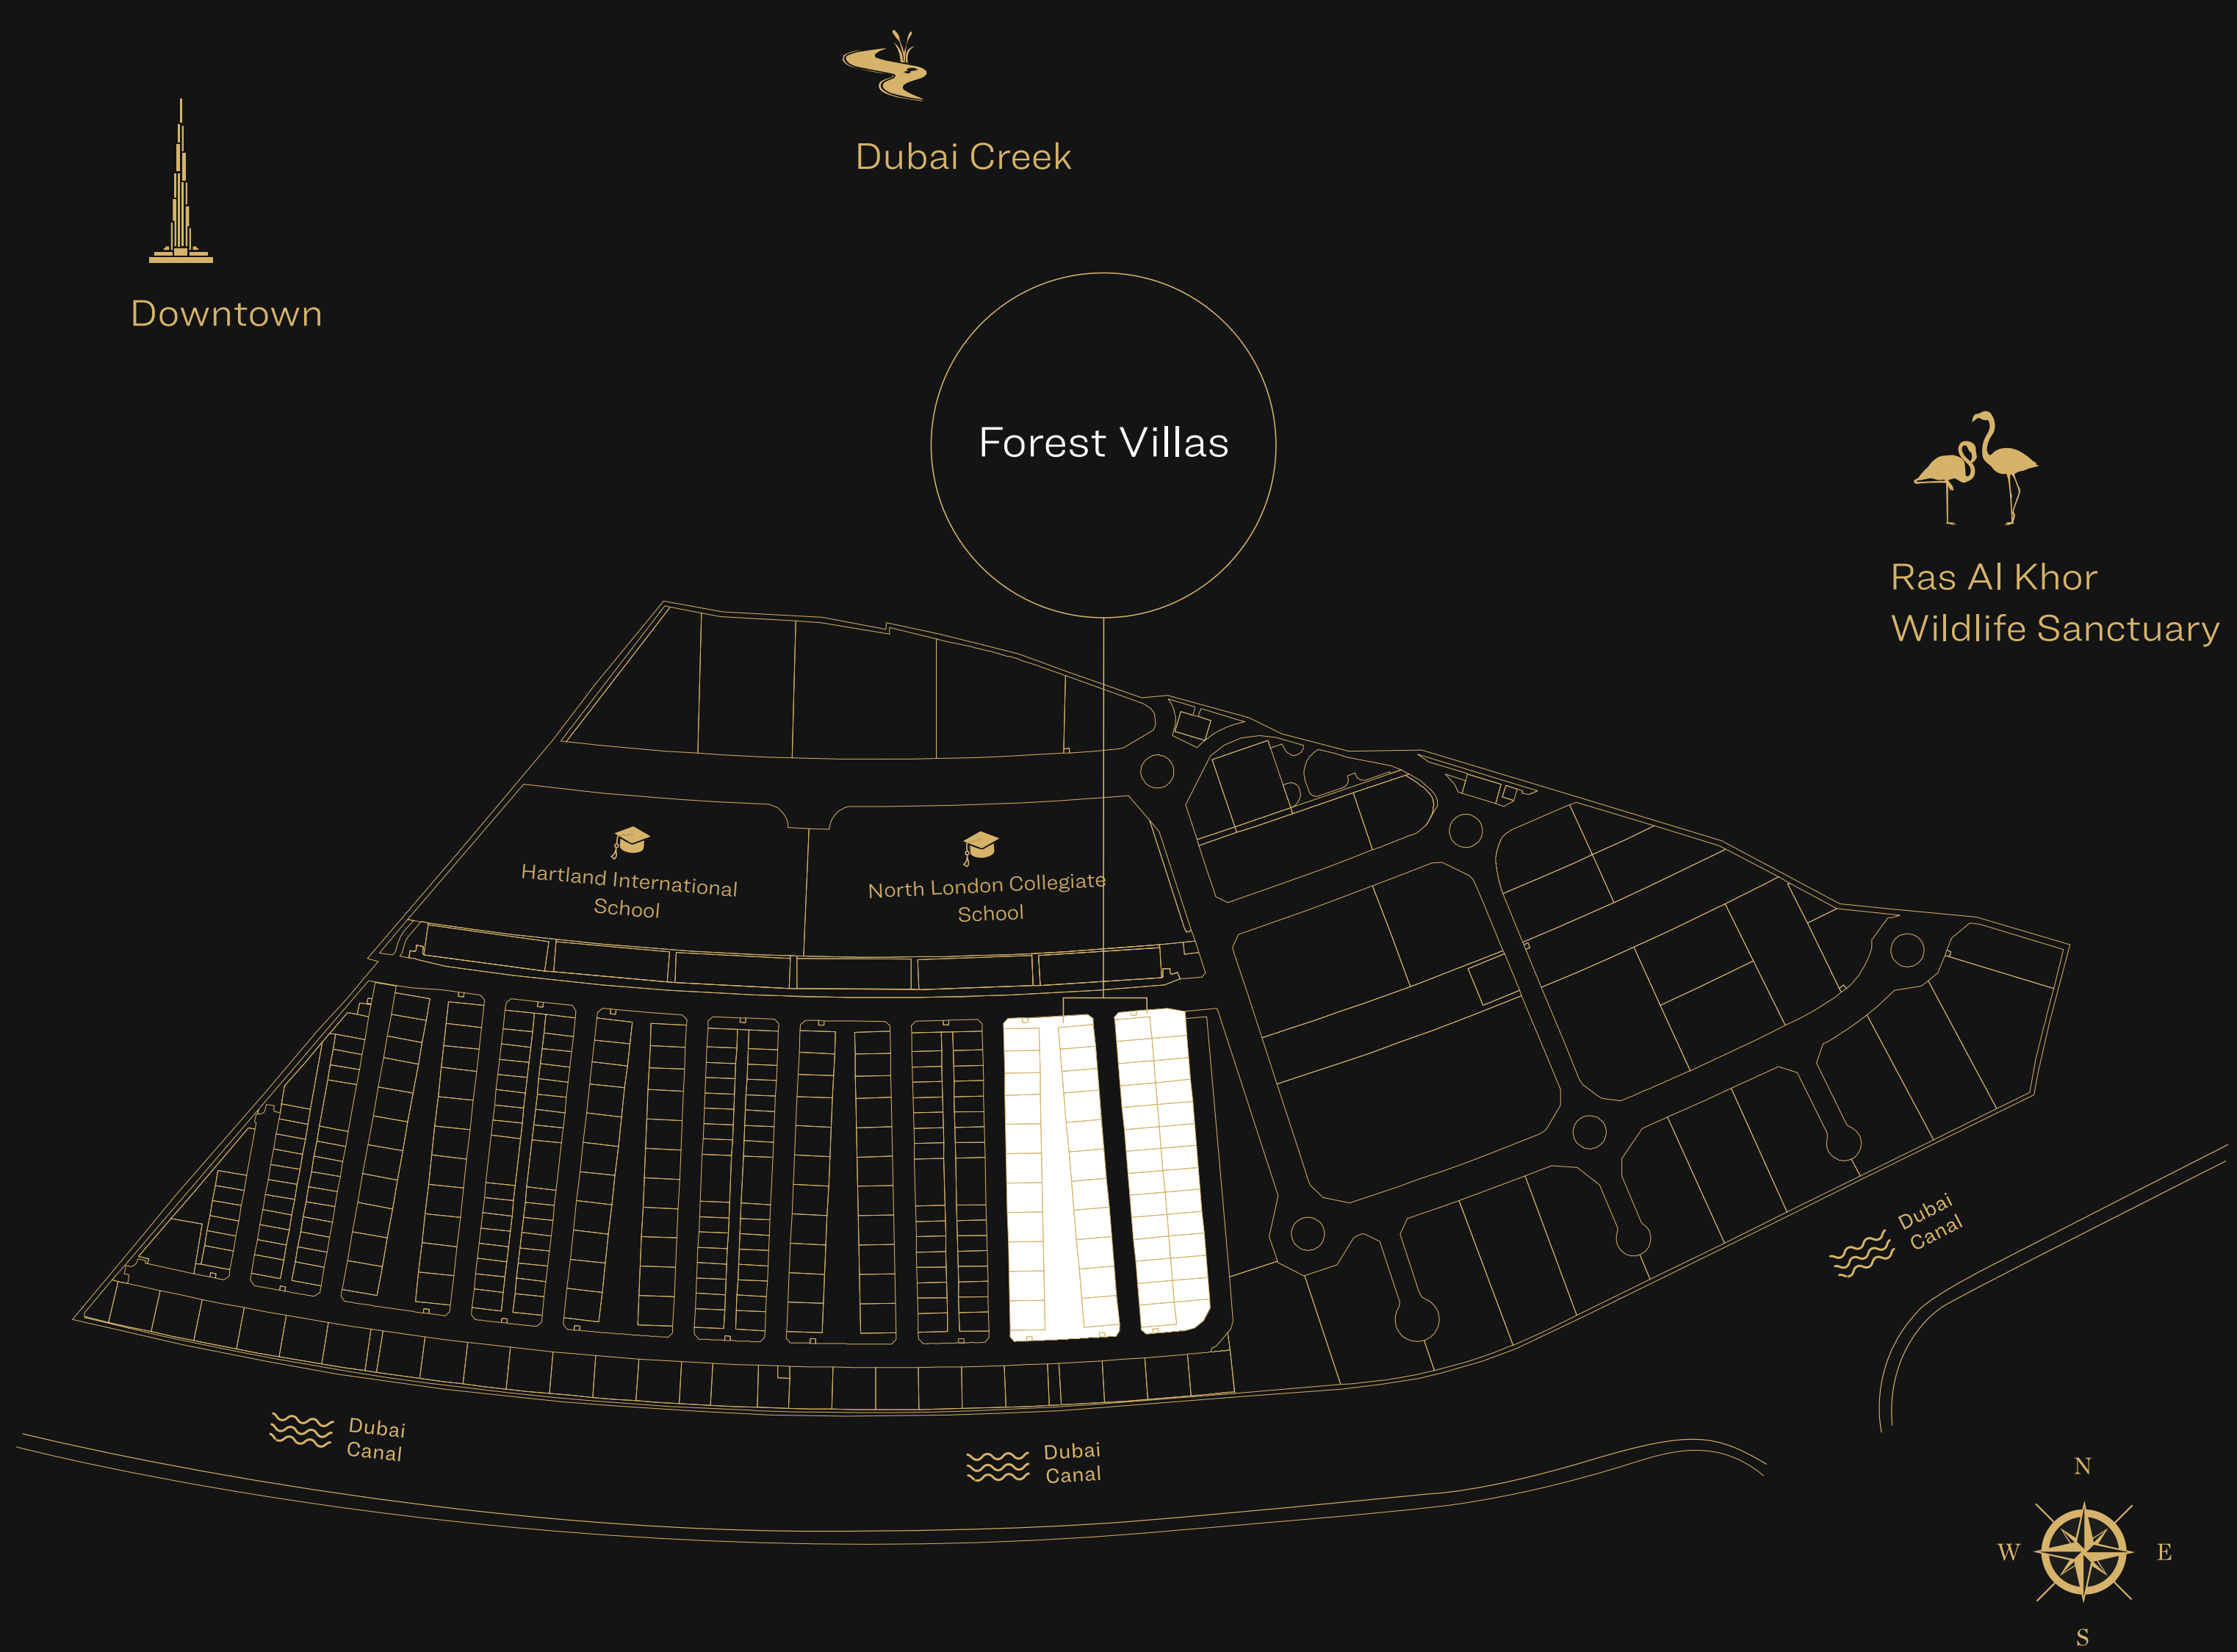 Dubai Creek
Downtown
Forest Villas
Ras Al Khor
Wildlife Sanctuary
Hartland International
School
North London Collegiate
School
Dubai
Canal
Dubai
Canal
Dubai
Canal
N
W
E
S